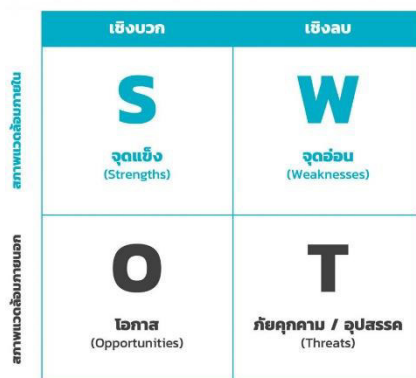 เชิงบวก
เชิงลบ
สภาพแวดล้อมภายใน
S
จุดแข็ง
(Strengths)
W
จุดอ่อน
(Weaknesses)
สภาพแวดล้อมภายนอก
O
โอกาส
(Opportunities)
T
ภัยคุกคาม / อุปสรรค
(Threats)